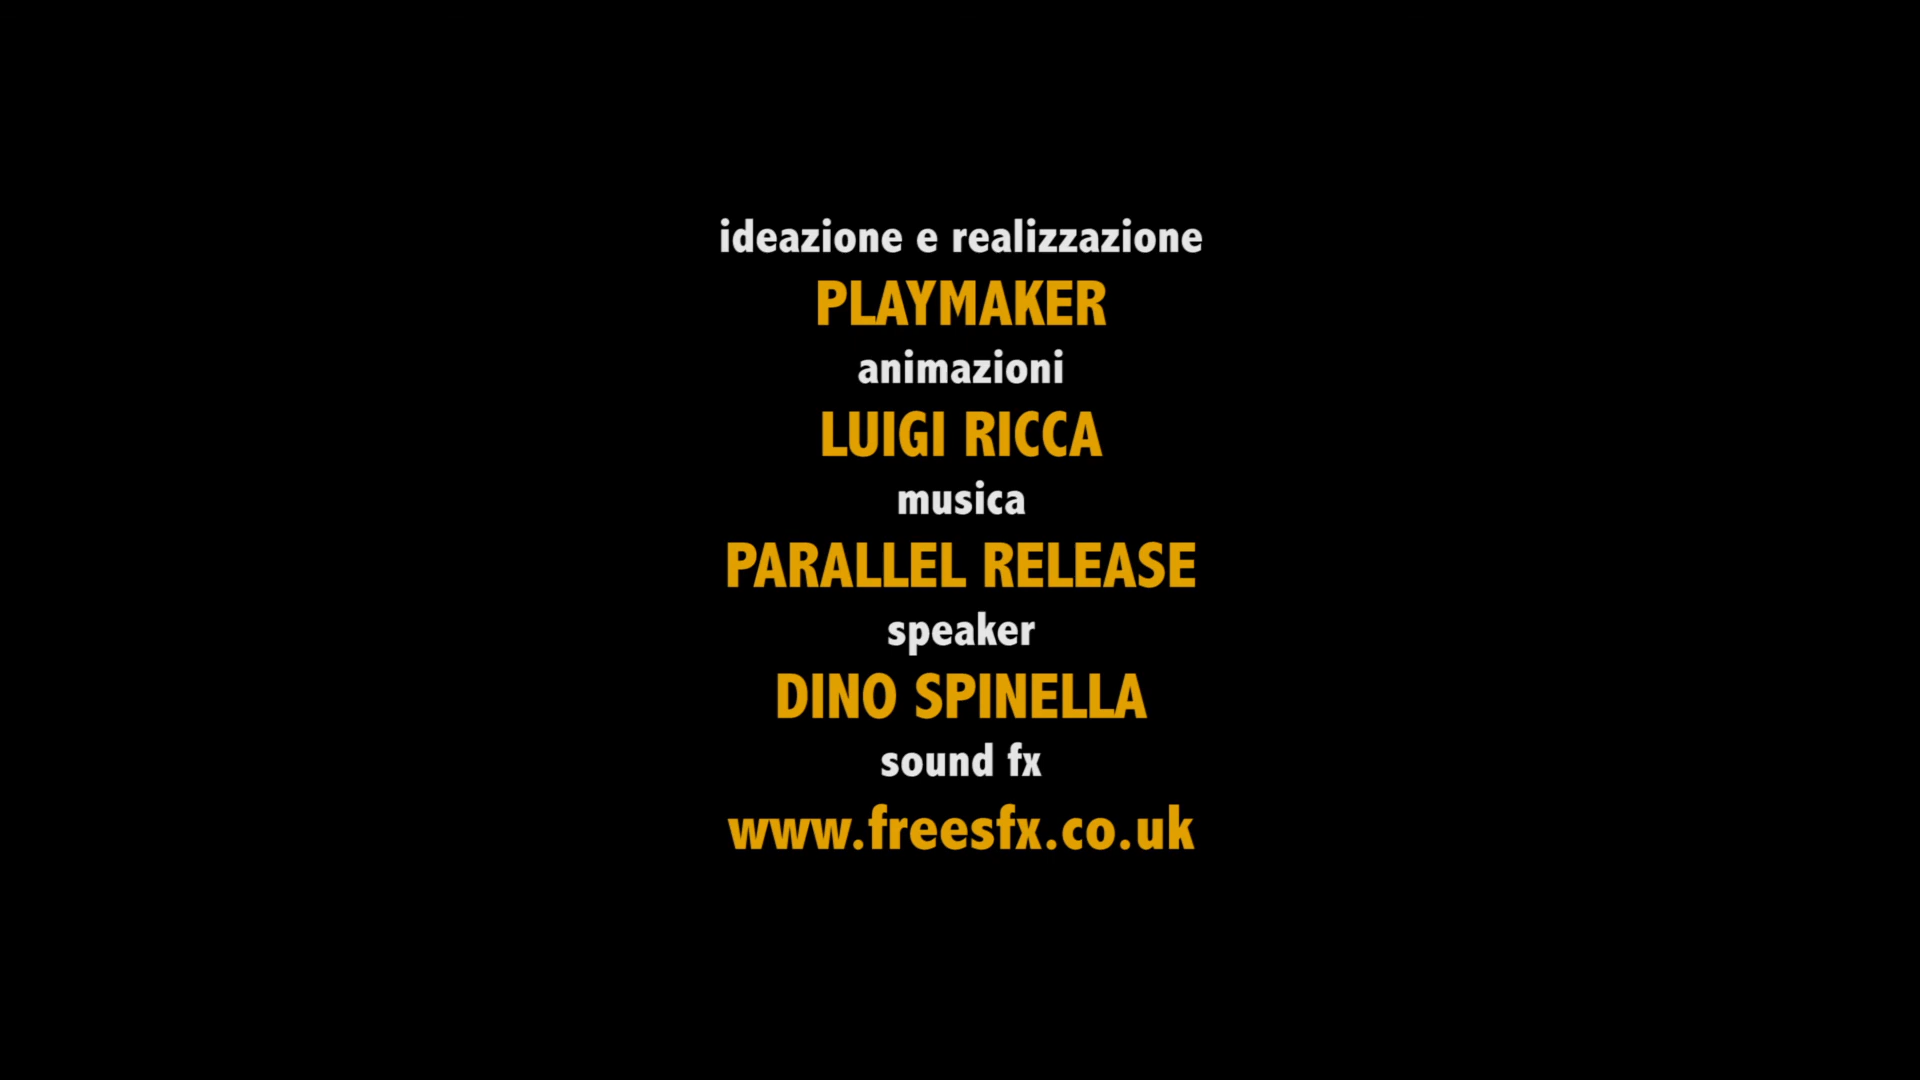 ideazione e realizzazione
PLAYMAKER
animazioni
LUIGI RICCA
musica
PARALLEL RELEASE
speaker
DINO SPINELLA
sound fx
www.freesfx.co.uk